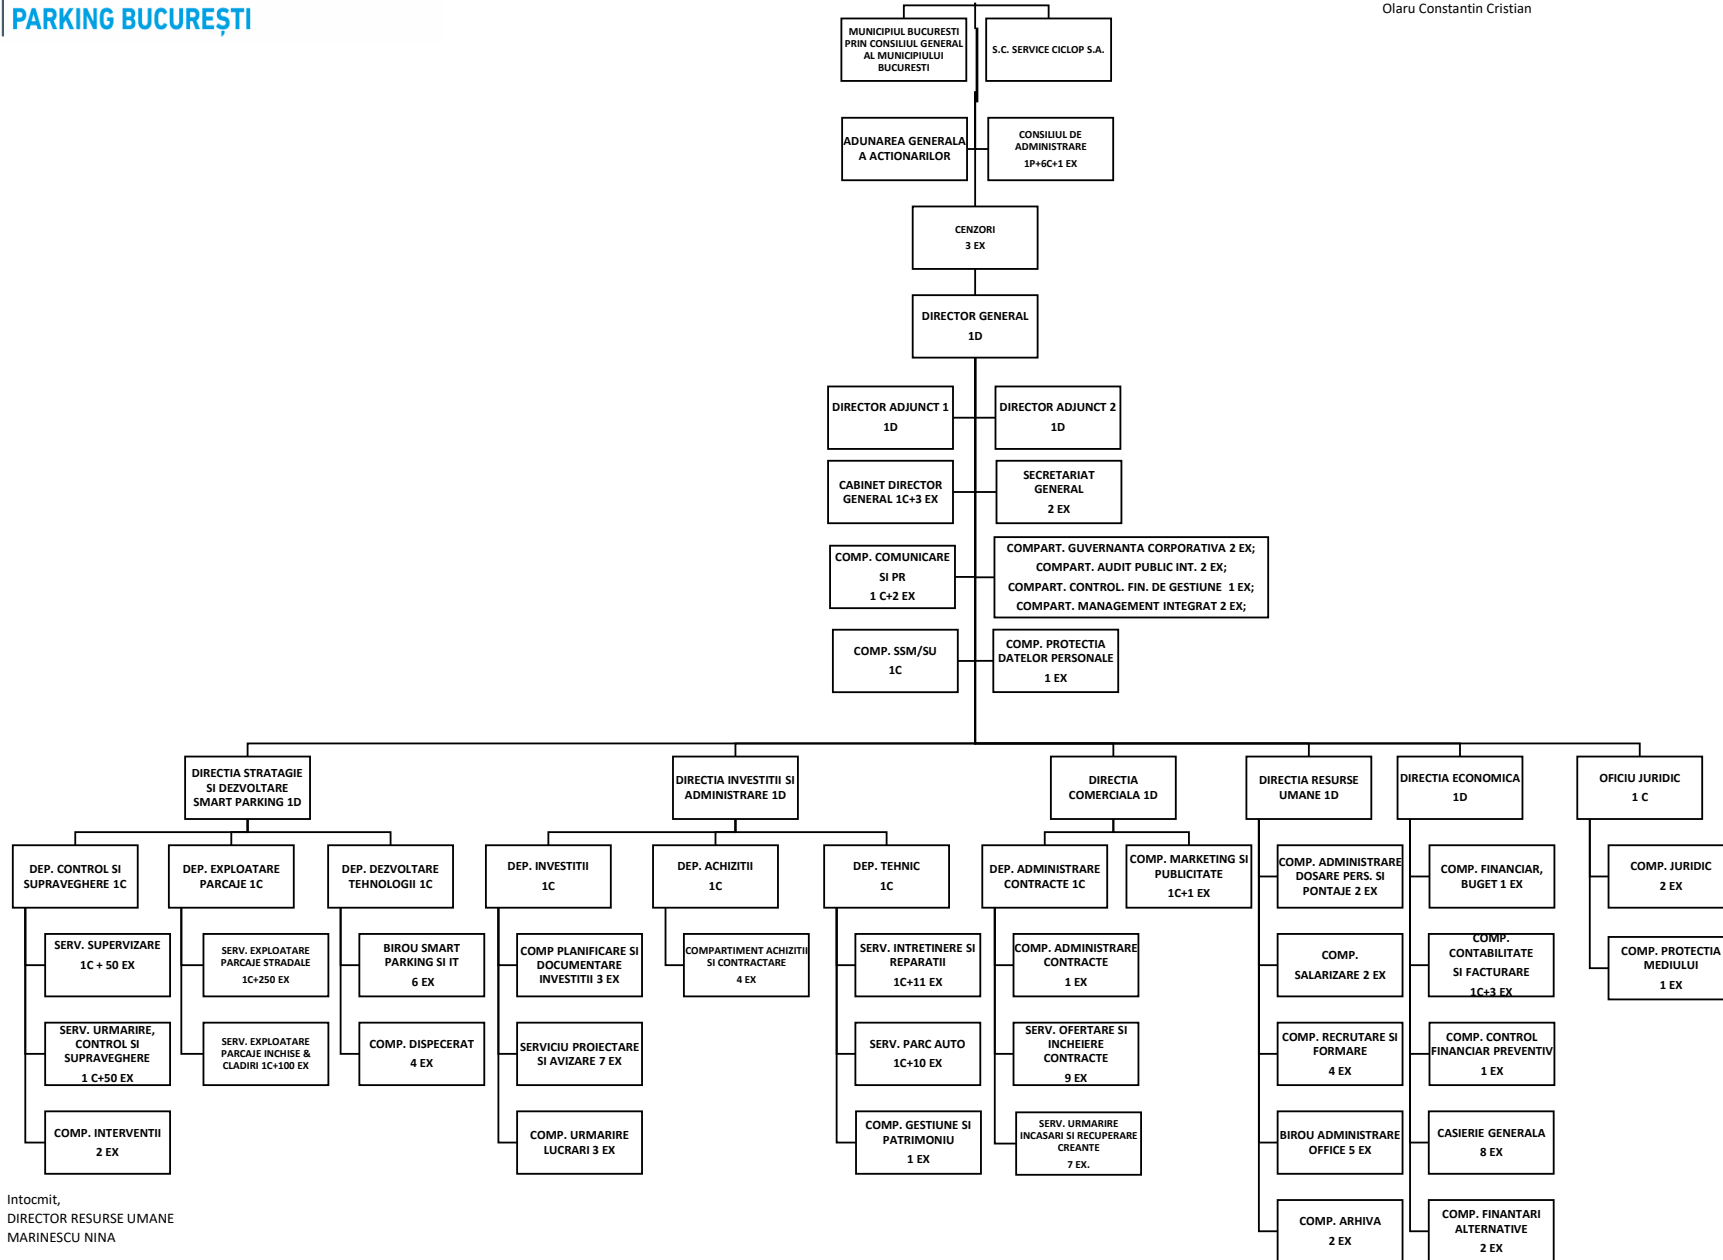 PARKING BUCUREȘTI
Olaru Constantin Cristian
MUNICIPIUL BUCURESTI
PRIN CONSILIUL GENERAL
AL MUNICIPIULUI
BUCURESTI
S.C. SERVICE CICLOP S.A.
ADUNAREA GENERALA
A ACTIONARILOR
CONSILIUL DE
ADMINISTRARE
1P+6C+1 EX
CENZORI
3 EX
DIRECTOR GENERAL
1D
DIRECTOR ADJUNCT 1
1D
DIRECTOR ADJUNCT 2
1D
CABINET DIRECTOR
GENERAL 1C+3 EX
SECRETARIAT
GENERAL
2 EX
COMP. COMUNICARE
SI PR
1 C+2 EX
COMPART. GUVERNANTA CORPORATIVA 2 EX;
COMPART. AUDIT PUBLIC INT. 2 EX;
COMPART. CONTROL. FIN. DE GESTIUNE 1 EX;
COMPART. MANAGEMENT INTEGRAT 2 EX;
COMP. SSM/SU
1C
COMP. PROTECTIA
DATELOR PERSONALE
1 EX
DIRECTIA STRATAGIE
SI DEZVOLTARE
SMART PARKING 1D
DIRECTIA INVESTITII SI
ADMINISTRARE 1D
DIRECTIA
COMERCIALA 1D
DIRECTIA RESURSE
UMANE 1D
DIRECTIA ECONOMICA
1D
OFICIU JURIDIC
1 C
DEP. CONTROL SI
SUPRAVEGHERE 1C
DEP. EXPLOATARE
PARCAJE 1C
DEP. DEZVOLTARE
TEHNOLOGII 1C
DEP. INVESTITII
1C
DEP. ACHIZITII
1C
DEP. TEHNIC
1C
DEP. ADMINISTRARE
CONTRACTE 1C
COMP. MARKETING SI
PUBLICITATE
1C+1 EX
COMP. ADMINISTRARE
DOSARE PERS. SI
PONTAJE 2 EX
COMP. FINANCIAR,
BUGET 1 EX
COMP. JURIDIC
2 EX
SERV. SUPERVIZARE
1C + 50 EX
SERV. EXPLOATARE
PARCAJE STRADALE
1C+250 EX
BIROU SMART
PARKING SI IT
6 EX
COMP PLANIFICARE SI
DOCUMENTARE
INVESTITII 3 EX
COMPARTIMENT ACHIZITII
SI CONTRACTARE
4 EX
SERV. INTRETINERE SI
REPARATII
1C+11 EX
COMP. ADMINISTRARE
CONTRACTE
1 EX
COMP.
SALARIZARE 2 EX
COMP.
CONTABILITATE
SI FACTURARE
1C+3 EX
COMP. PROTECTIA
MEDIULUI
1 EX
SERV. URMARIRE,
CONTROL SI
SUPRAVEGHERE
1 C+50 EX
SERV. EXPLOATARE
PARCAJE INCHISE &
CLADIRI 1C+100 EX
COMP. DISPECERAT
4 EX
SERVICIU PROIECTARE
SI AVIZARE 7 EX
SERV. PARC AUTO
1C+10 EX
SERV. OFERTARE SI
INCHEIERE
CONTRACTE
9 EX
COMP. RECRUTARE SI
FORMARE
4 EX
COMP. CONTROL
FINANCIAR PREVENTIV
1 EX
COMP. INTERVENTII
2 EX
COMP. URMARIRE
LUCRARI 3 EX
COMP. GESTIUNE SI
PATRIMONIU
1 EX
SERV. URMARIRE
INCASARI SI RECUPERARE
CREANTE
7 EX.
BIROU ADMINISTRARE
OFFICE 5 EX
CASIERIE GENERALA
8 EX
COMP. ARHIVA
2 EX
COMP. FINANTARI
ALTERNATIVE
2 EX
Intocmit,
DIRECTOR RESURSE UMANE
MARINESCU NINA